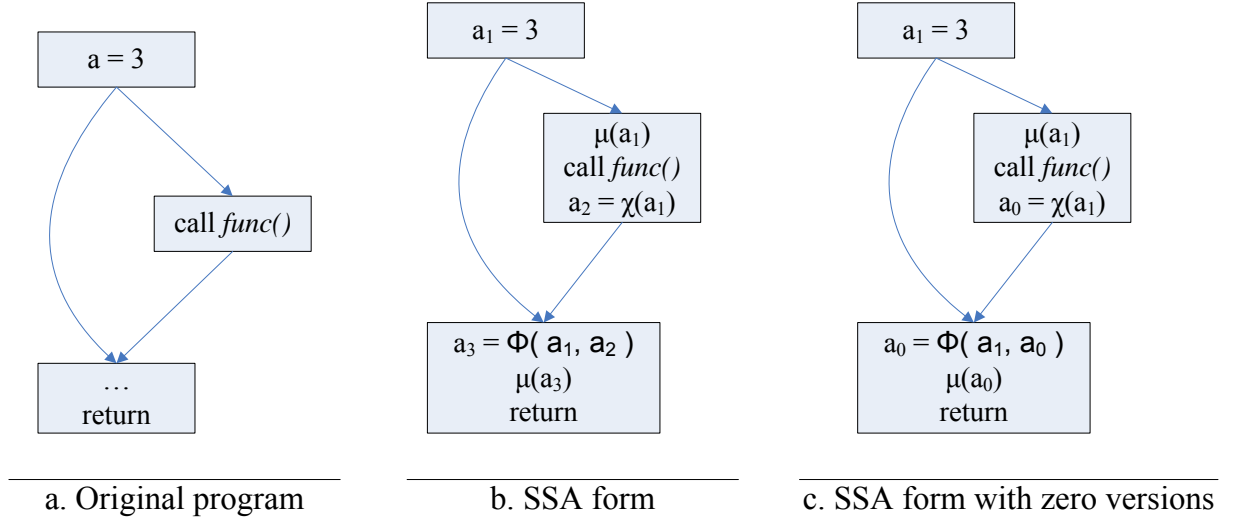 a = 3
call func()
…
return
a. Original program
a₁ = 3
μ(a₁)
call func()
a₂ = χ(a₁)
a₃ = Φ( a₁, a₂ )
μ(a₃)
return
b. SSA form
a₁ = 3
μ(a₁)
call func()
a₀ = χ(a₁)
a₀ = Φ( a₁, a₀ )
μ(a₀)
return
c. SSA form with zero versions